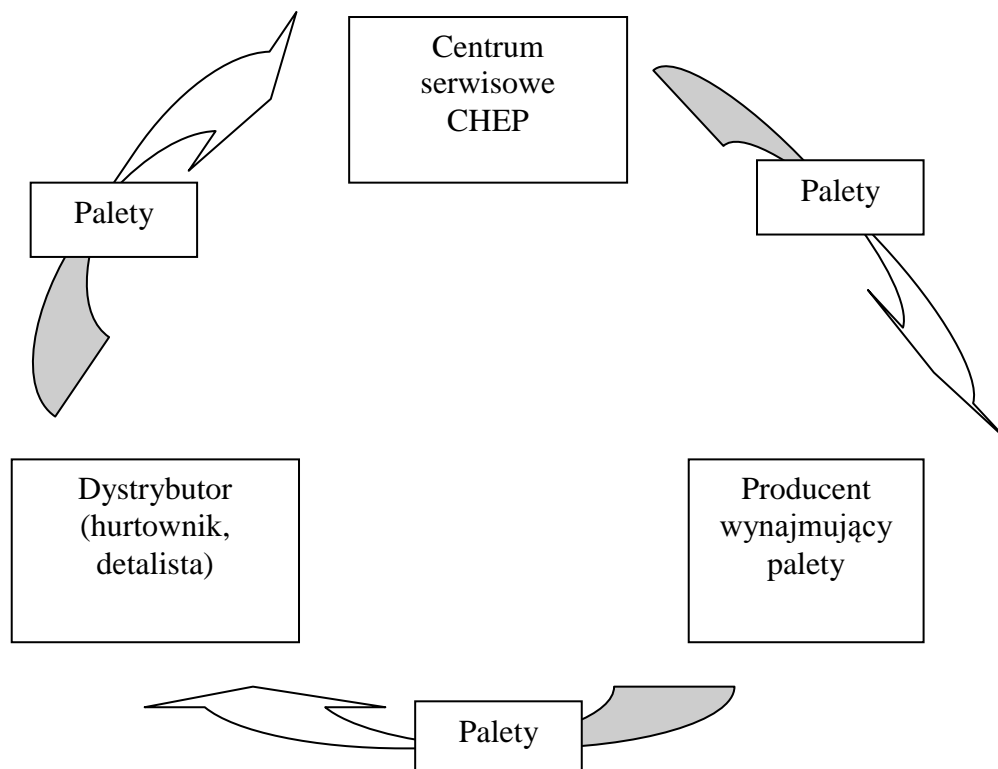 Centrum
serwisowe
CHEP
Palety
Palety
Dystrybutor
(hurtownik,
detalista)
Producent
wynajmujący
palety
Palety